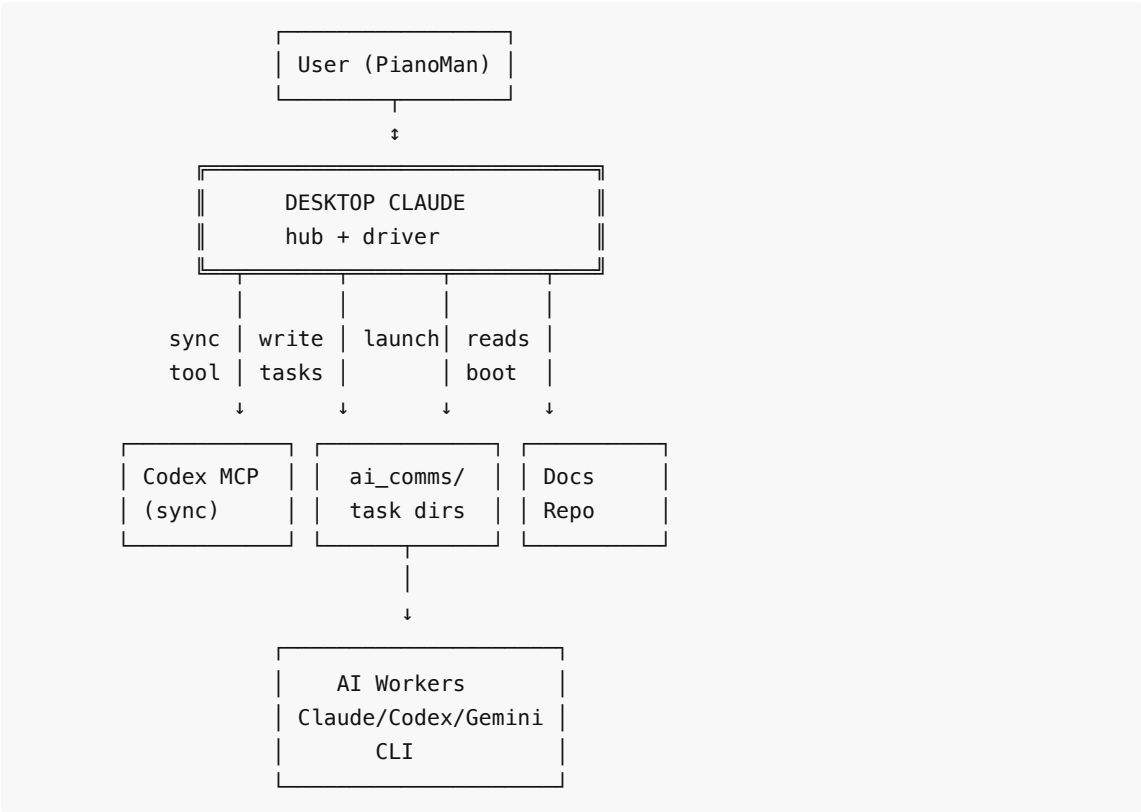 User (PianoMan)
DESKTOP CLAUDE
hub + driver
sync write launch reads
tool tasks boot
Codex MCP ai_comms/ Docs
(sync) task dirs Repo
AI Workers
Claude/Codex/Gemini
CLI